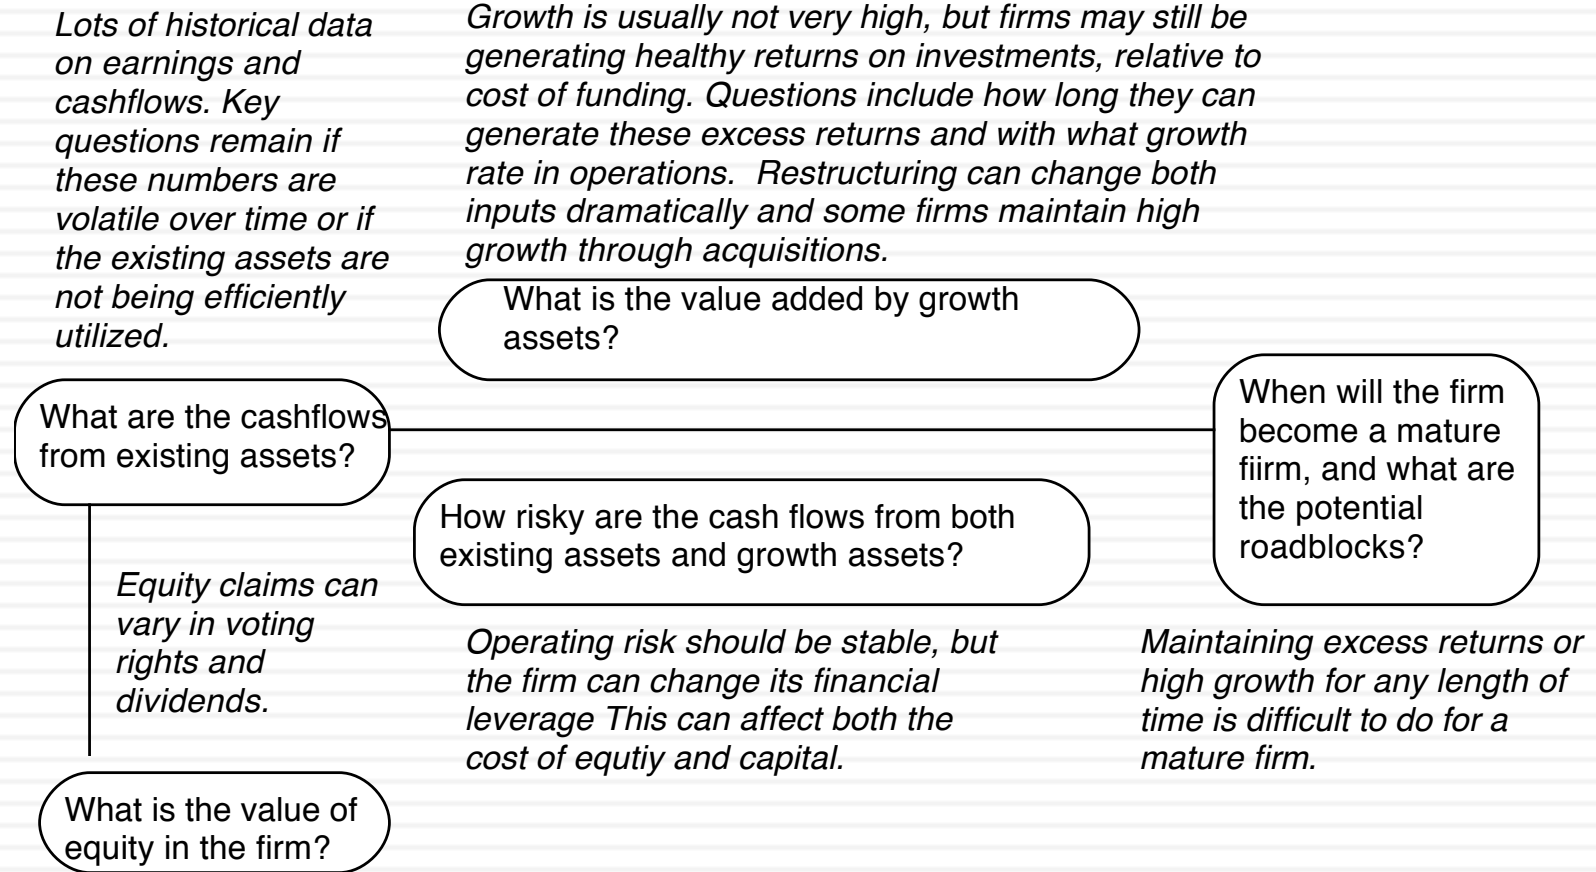 Lots of historical data
on earnings and
cashflows. Key
questions remain if
these numbers are
volatile over time or if
the existing assets are
not being efficiently
utilized.
Growth is usually not very high, but firms may still be
generating healthy returns on investments, relative to
cost of funding. Questions include how long they can
generate these excess returns and with what growth
rate in operations.  Restructuring can change both
inputs dramatically and some firms maintain high
growth through acquisitions.
What is the value added by growth
assets?
What are the cashflows
from existing assets?
When will the firm
become a mature
fiirm, and what are
the potential
roadblocks?
How risky are the cash flows from both
existing assets and growth assets?
Equity claims can
vary in voting
rights and
dividends.
Operating risk should be stable, but
the firm can change its financial
leverage This can affect both the
cost of equtiy and capital.
Maintaining excess returns or
high growth for any length of
time is difficult to do for a
mature firm.
What is the value of
equity in the firm?